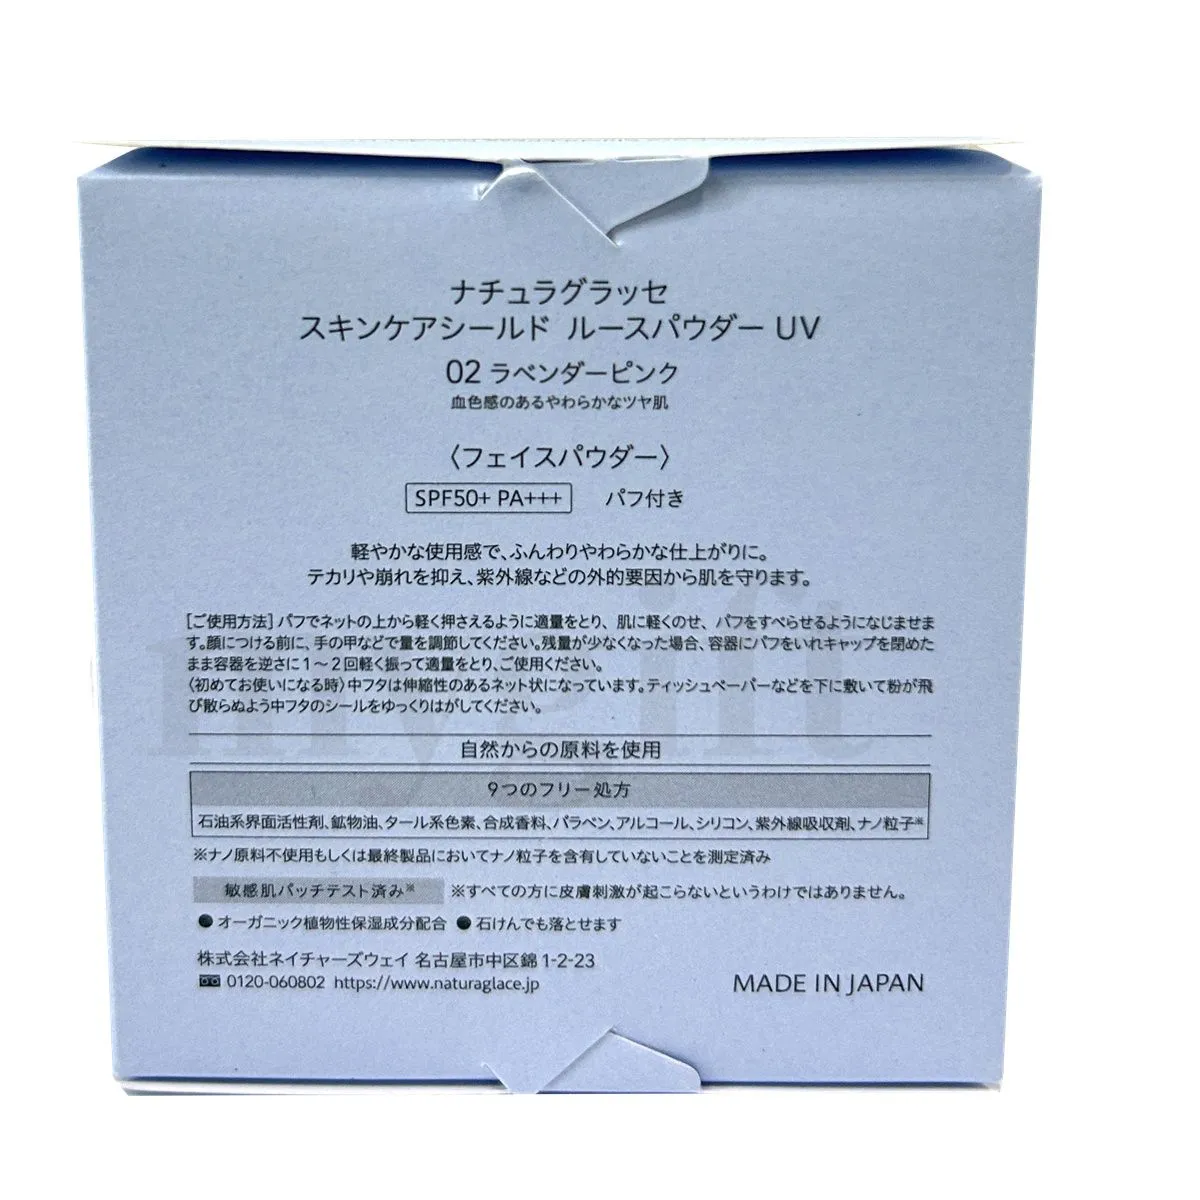 ナチュラグラッセ
スキンケアシールド ルースパウダー UV
02 ラベンダーピンク
血色感のあるやわらかなツヤ肌
〈フェイスパウダー〉
SPF50+ PA+++ パフ付き
軽やかな使用感で、ふんわりやわらかな仕上がりに。
テカリや崩れを抑え、紫外線などの外的要因から肌を守ります。
[ご使用方法] パフでネットの上から軽く押さえるように適量をとり、肌に軽くのせ、パフをすべらせるようになじませま
す。顔につける前に、手の甲などで量を調節してください。残量が少なくなった場合、容器にパフをいれキャップを閉めた
まま容器を逆さに1～2回軽く振って適量をとり、ご使用ください。
〈初めてお使いになる時〉中フタは伸縮性のあるネット状になっています。ティッシュペーパーなどを下に敷いて粉が飛
び散らぬよう中フタのシールをゆっくりはがしてください。
自然からの原料を使用
9つのフリー処方
石油系界面活性剤、鉱物油、タール系色素、合成香料、パラベン、アルコール、シリコン、紫外線吸収剤、ナノ粒子※
※ナノ原料不使用もしくは最終製品においてナノ粒子を含有していないことを測定済み
敏感肌パッチテスト済み※ ※すべての方に皮膚刺激が起こらないというわけではありません。
● オーガニック植物性保湿成分配合 ● 石けんでも落とせます
株式会社ネイチャーズウェイ 名古屋市中区錦 1-2-23
0120-060802 https://www.naturaglace.jp
MADE IN JAPAN